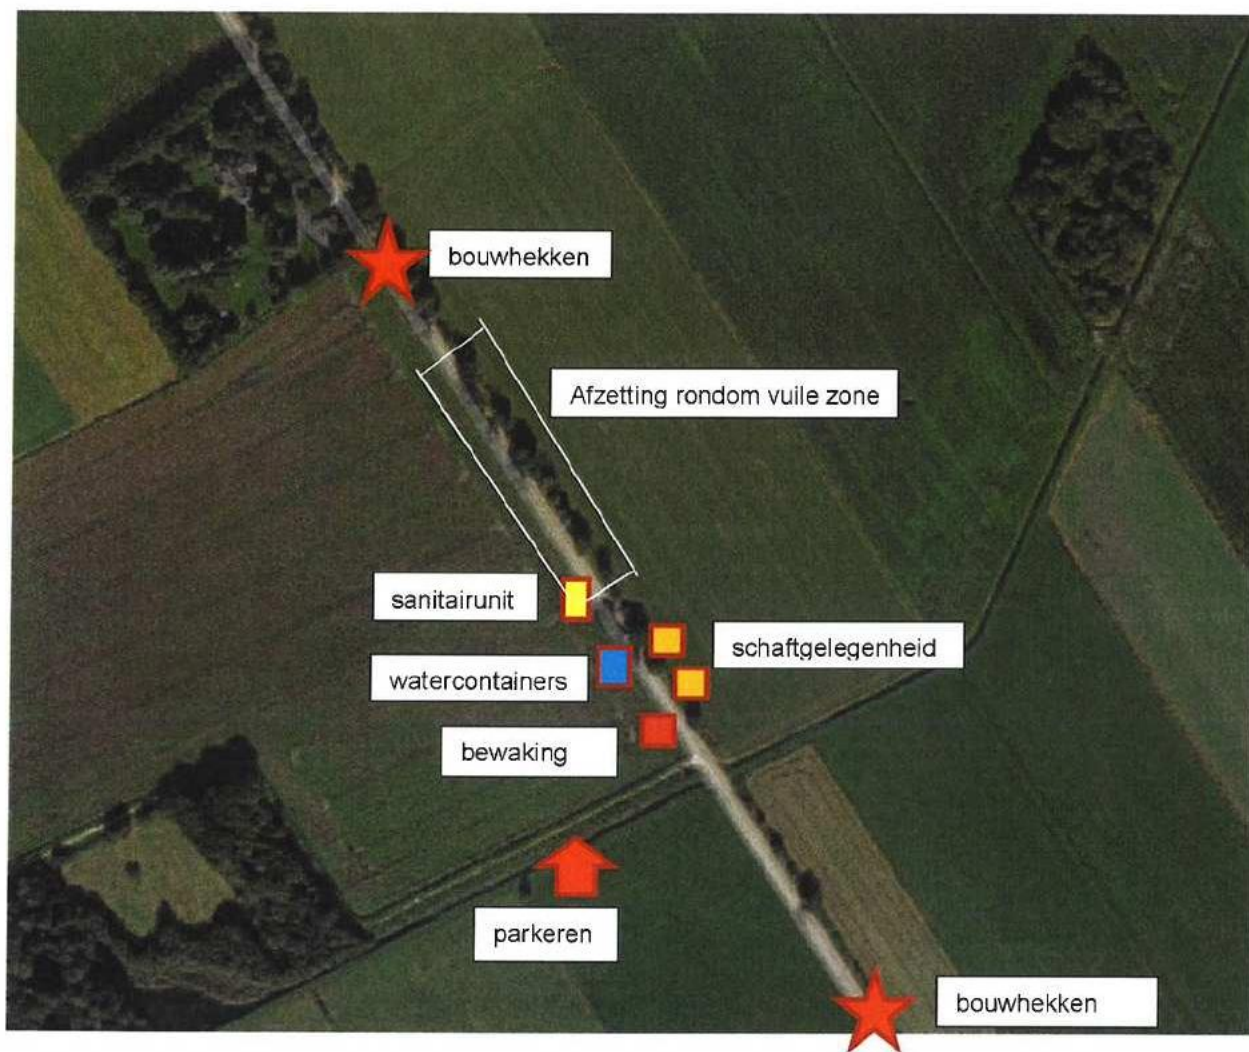 bouwhekken
Afzetting rondom vuile zone
sanitairunit
schaftgelegenheid
watercontainers
bewaking
parkeren
bouwhekken